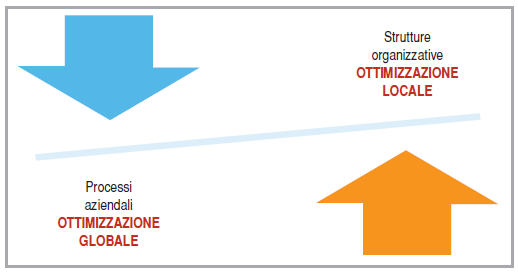 Strutture
organizzative
OTTIMIZZAZIONE
LOCALE
Processi
aziendali
OTTIMIZZAZIONE
GLOBALE